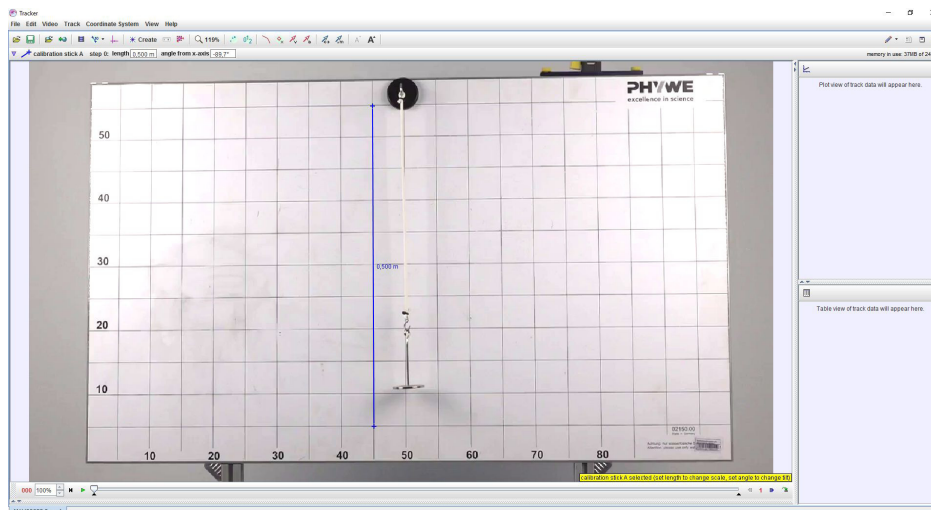 Tracker
File Edit Video Track Coordinate System View Help
Create 119%
calibration stick A step 0: length 0,500 m angle from x-axis -89,7°
memory in use: 37MB of 24
PHYWE
excellence in science
Plot view of track data will appear here.
50
40
30
0,500 m
20
Table view of track data will appear here.
10
02150.00
10 20 30 40 50 60 70 80
calibration stick A selected (set length to change scale, set angle to change tilt)
000 100% 1